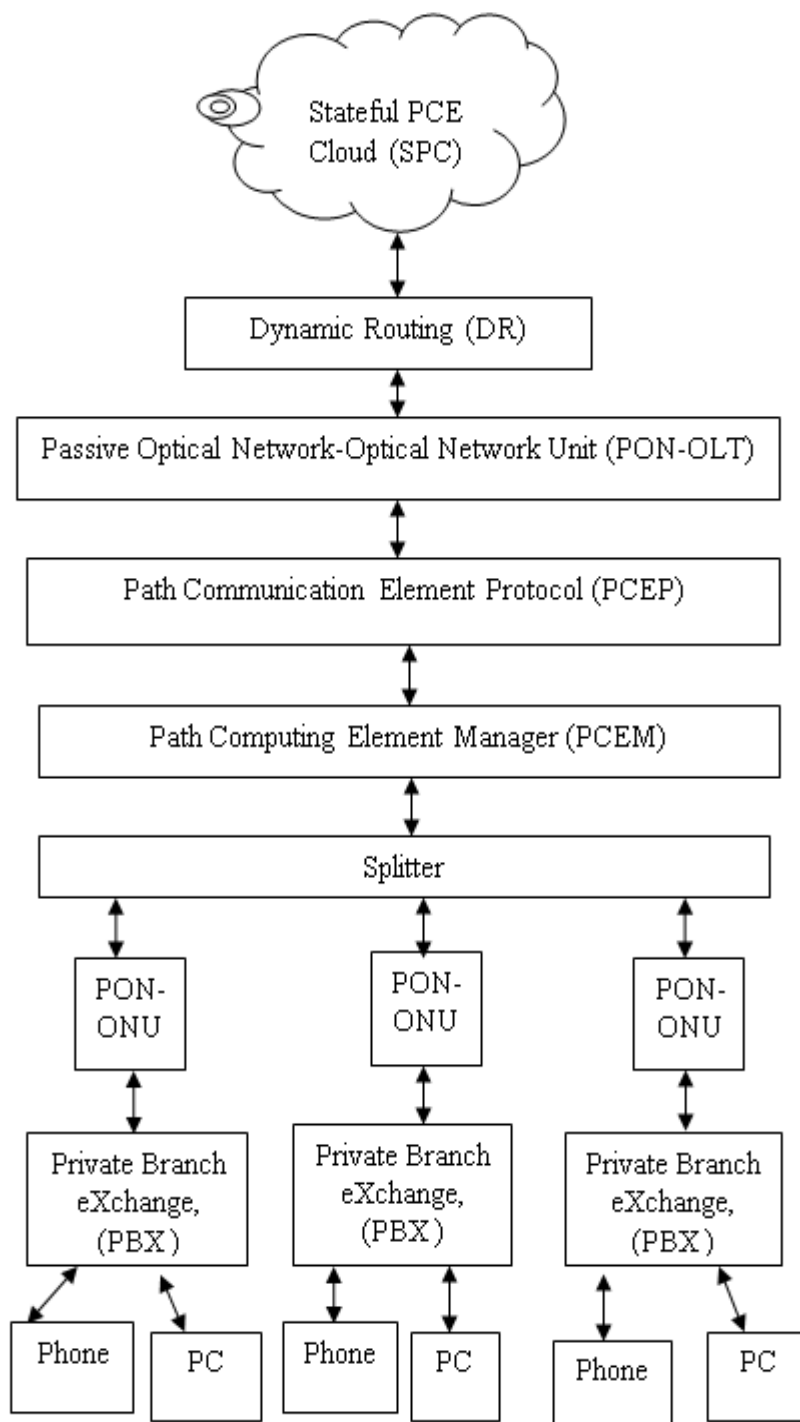 Stateful PCE
Cloud (SPC)
Dynamic Routing (DR)
Passive Optical Network-Optical Network Unit (PON-OLT)
Path Communication Element Protocol (PCEP)
Path Computing Element Manager (PCEM)
Splitter
PON-
ONU
PON-
ONU
PON-
ONU
Private Branch
eXchange,
(PBX)
Private Branch
eXchange,
(PBX)
Private Branch
eXchange,
(PBX)
Phone
PC
Phone
PC
Phone
PC